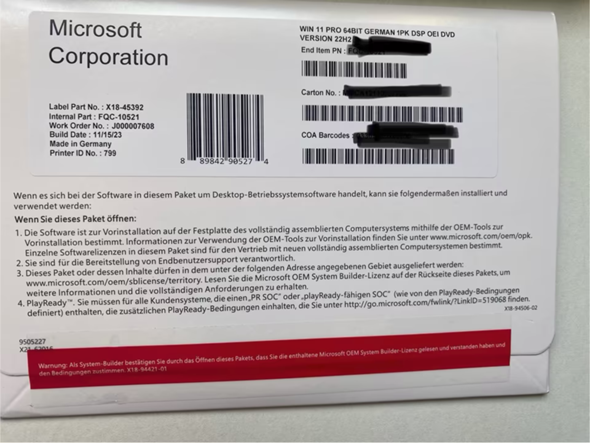 Microsoft
Corporation
WIN 11 PRO 64BIT GERMAN 1PK DSP OEI DVD
VERSION 22H2
End Item PN :
Carton No. :
COA Barcodes :
Label Part No. : X18-45392
Internal Part : FQC-10521
Work Order No. : J000007608
Build Date : 11/15/23
Made in Germany
Printer ID No. : 799
8 89842 90527 4
Wenn es sich bei der Software in diesem Paket um Desktop-Betriebssystemsoftware handelt, kann sie folgendermaßen installiert und
verwendet werden:
Wenn Sie dieses Paket öffnen:
1. Die Software ist zur Vorinstallation auf der Festplatte des vollständig assemblierten Computersystems mithilfe der OEM-Tools zur
Vorinstallation bestimmt. Informationen zur Verwendung der OEM-Tools zur Vorinstallation finden Sie unter www.microsoft.com/oem/opk.
Einzelne Softwarelizenzen in diesem Paket sind für den Vertrieb mit neuen vollständig assemblierten Computersystemen bestimmt.
2. Sie sind für die Bereitstellung von Endbenutzersupport verantwortlich.
3. Dieses Paket oder dessen Inhalte dürfen in dem unter der folgenden Adresse angegebenen Gebiet ausgeliefert werden:
www.microsoft.com/oem/sblicense/territory. Lesen Sie die Microsoft OEM System Builder-Lizenz auf der Rückseite dieses Pakets, um
weitere Informationen und die vollständigen Anforderungen zu erhalten.
4. PlayReady™. Sie müssen für alle Kundensysteme, die einen „PR SOC“ oder „playReady-fähigen SOC“ (wie von den PlayReady-Bedingungen
definiert) enthalten, die zusätzlichen PlayReady-Bedingungen einhalten, die Sie unter http://go.microsoft.com/fwlink/?LinkID=519068 finden.
X18-94506-02
9505227
Warnung: Als System-Builder bestätigen Sie durch das Öffnen dieses Pakets, dass Sie die enthaltene Microsoft OEM System Builder-Lizenz gelesen und verstanden haben und
den Bedingungen zustimmen. X18-94421-01